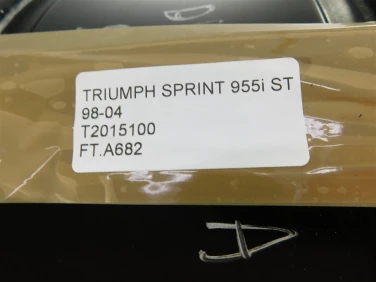 TRIUMPH SPRINT 955i ST
98-04
T2015100
FT.A682